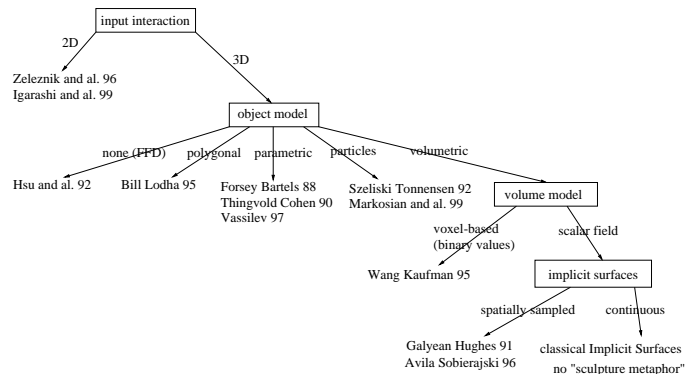 input interaction
2D
3D
Zeleznik and al. 96
Igarashi and al. 99
object model
none (FFD)
polygonal
parametric
particles
volumetric
Hsu and al. 92
Bill Lodha 95
Forsey Bartels 88
Thingvold Cohen 90
Vassilev 97
Szeliski Tonnensen 92
Markosian and al. 99
volume model
voxel-based
(binary values)
scalar field
Wang Kaufman 95
implicit surfaces
spatially sampled
continuous
Galyean Hughes 91
Avila Sobierajski 96
classical Implicit Surfaces
no "sculpture metaphor"